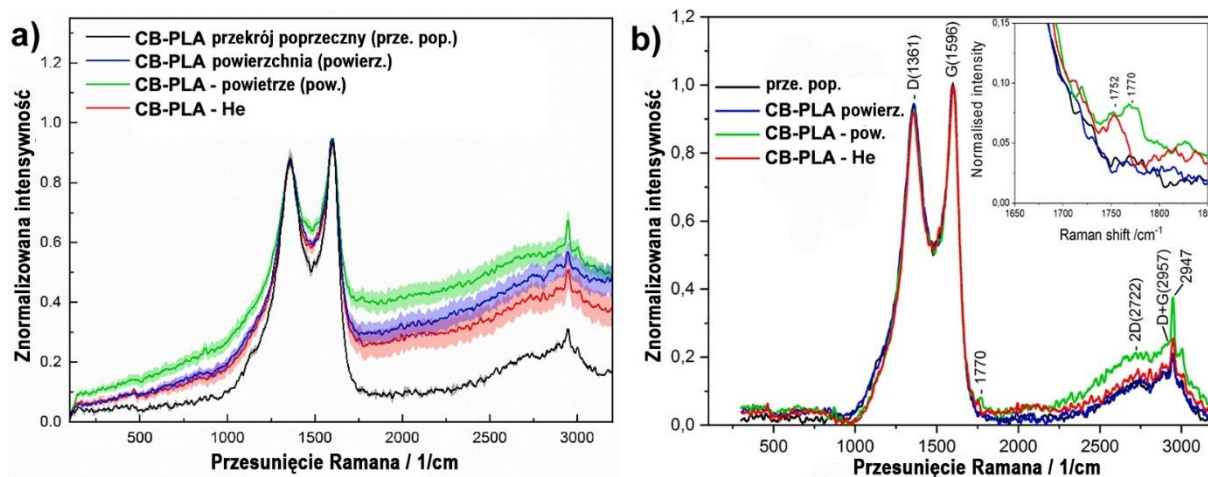 a)
CB-PLA przekrój poprzeczny (prze. pop.)
CB-PLA powierzchnia (powierz.)
CB-PLA - powietrze (pow.)
CB-PLA - He
Znormalizowana intensywność
1.0
0.8
0.6
0.4
0.2
0.0
500
1000
1500
2000
2500
3000
Przesunięcie Ramana / 1/cm
b)
prze. pop.
CB-PLA powierz.
CB-PLA - pow.
CB-PLA - He
Znormalizowana intensywność
1,2
1,0
0,8
0,6
0,4
0,2
0,0
500
1000
1500
2000
2500
3000
Przesunięcie Ramana / 1/cm
- D(1361)
G(1596)
- 1770
- 2D(2722)
-D+G(2957)
2947
Normalised intensity
0,15
0,10
0,05
0,00
1650
1700
1750
1800
Raman shift /cm-1
- 1752
1770